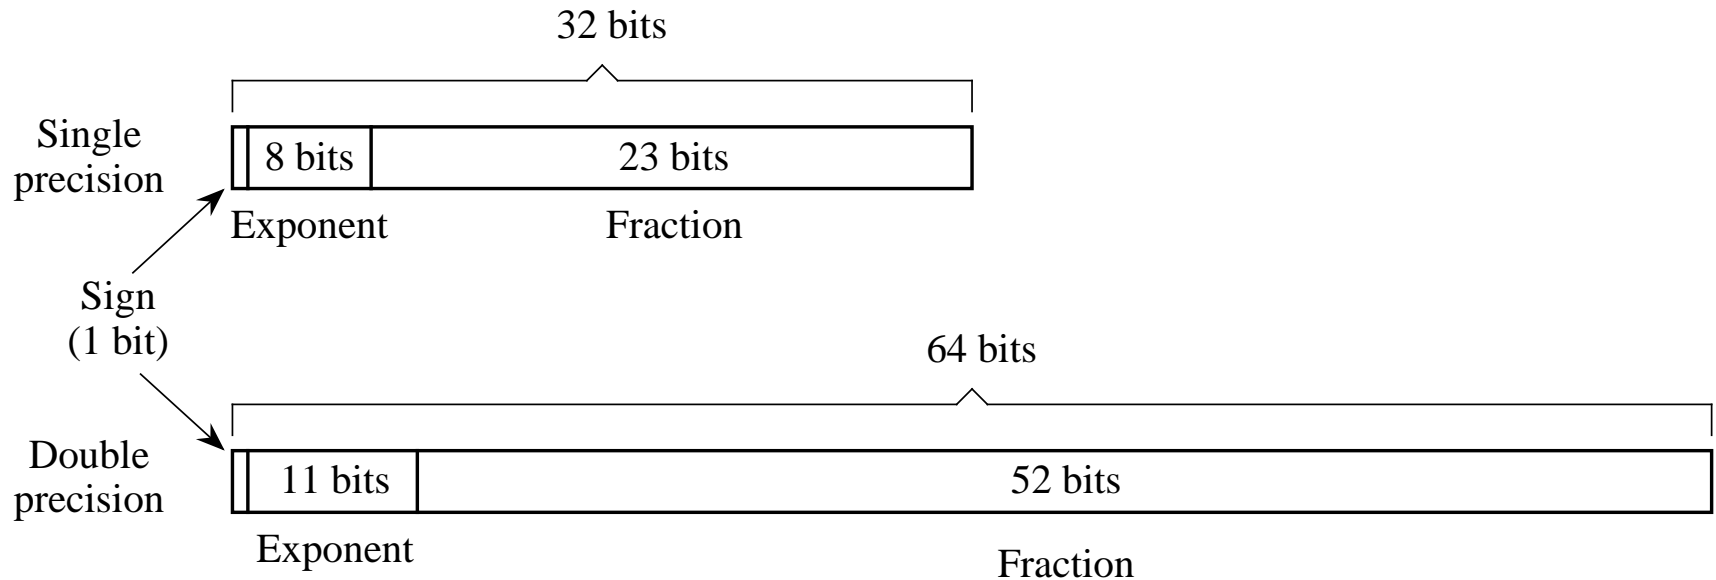 32 bits
Single
precision
8 bits
23 bits
Exponent
Fraction
Sign
(1 bit)
64 bits
Double
precision
11 bits
52 bits
Exponent
Fraction